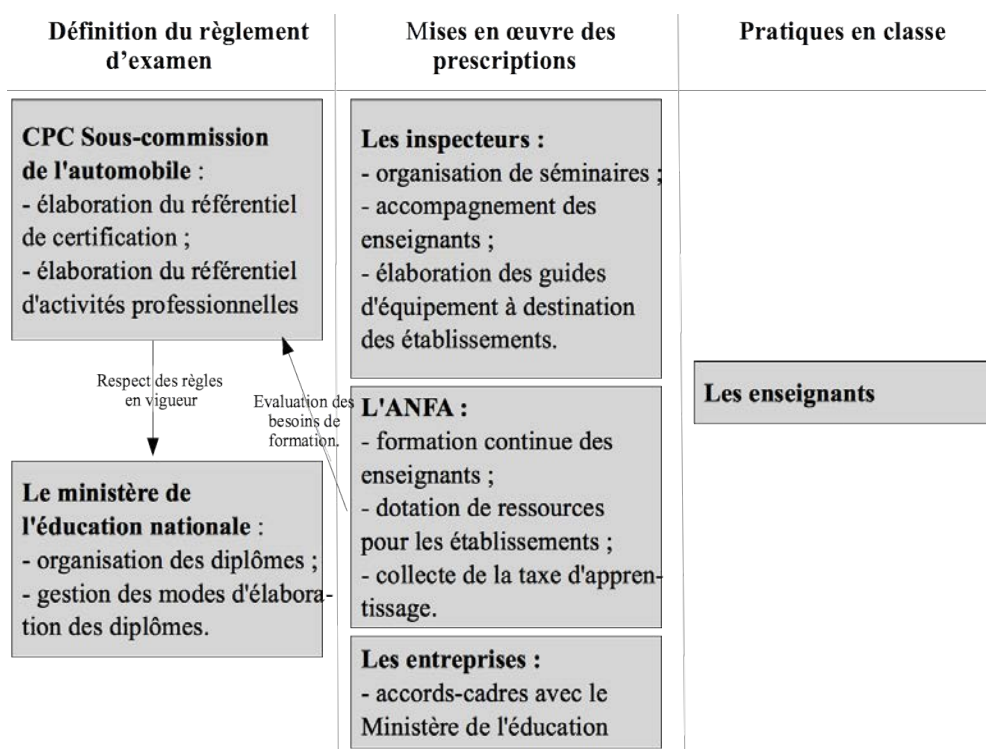 Définition du règlement
d'examen
Mises en œuvre des
prescriptions
Pratiques en classe
CPC Sous-commission
de l'automobile :
- élaboration du référentiel
de certification ;
- élaboration du référentiel
d'activités professionnelles
Respect des règles
en vigueur
Le ministère de
l'éducation nationale :
- organisation des diplômes ;
- gestion des modes d'élabora-
tion des diplômes.
Evaluation des
besoins de
formation.
Les inspecteurs :
- organisation de séminaires ;
- accompagnement des
enseignants ;
- élaboration des guides
d'équipement à destination
des établissements.
L'ANFA :
- formation continue des
enseignants ;
- dotation de ressources
pour les établissements ;
- collecte de la taxe d'appren-
tissage.
Les entreprises :
- accords-cadres avec le
Ministère de l'éducation
Les enseignants